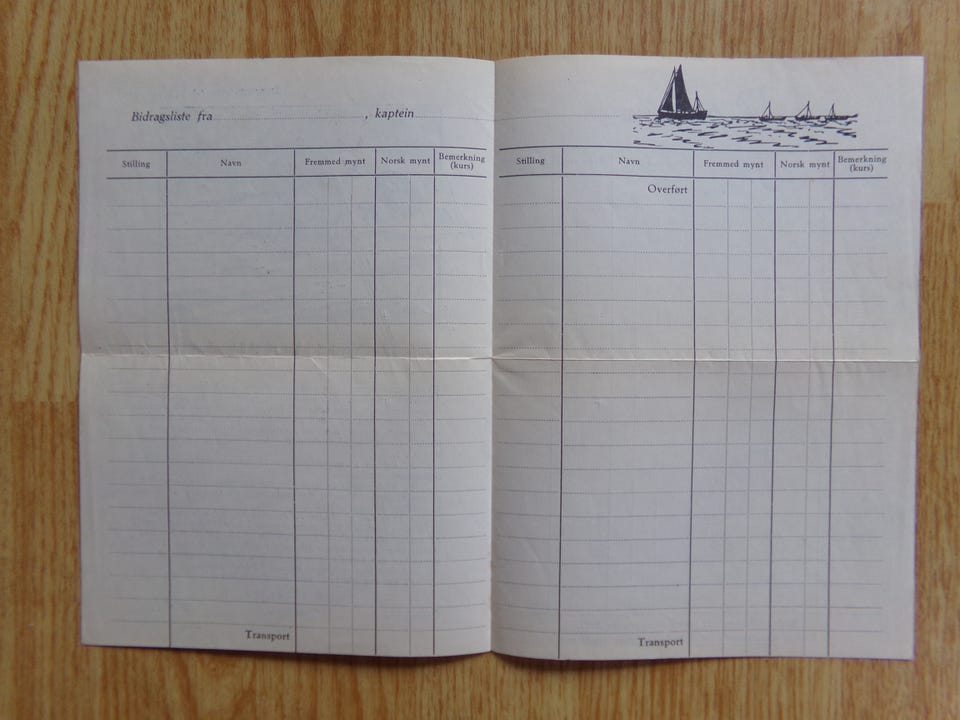 Bidragsliste fra , kaptein
Stilling Navn Fremmed mynt Norsk mynt Bemerkning (kurs)
Transport
Stilling Navn Fremmed mynt Norsk mynt Bemerkning (kurs)
Overført
Transport